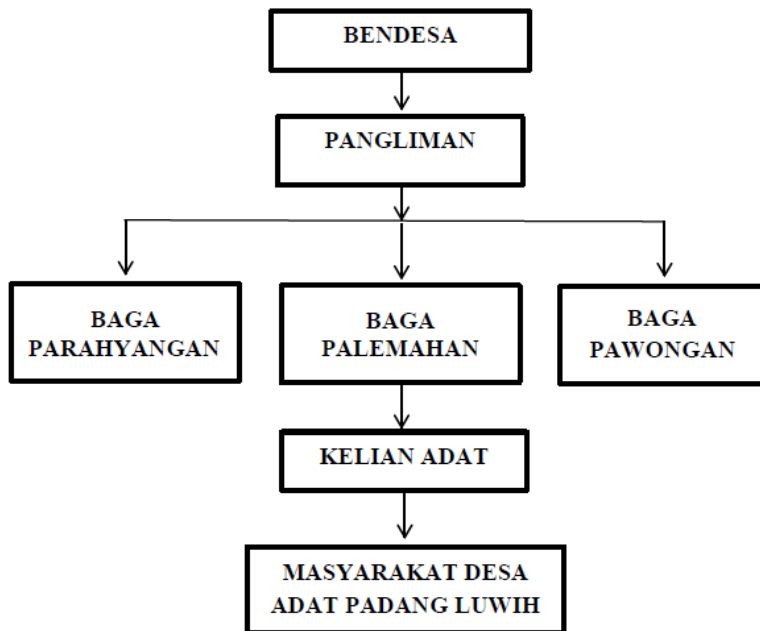 BENDESA
PANGLIMAN
BAGA
PARAHYANGAN
BAGA
PALEMAHAN
BAGA
PAWONGAN
KELIAN ADAT
MASYARAKAT DESA
ADAT PADANG LUWIH